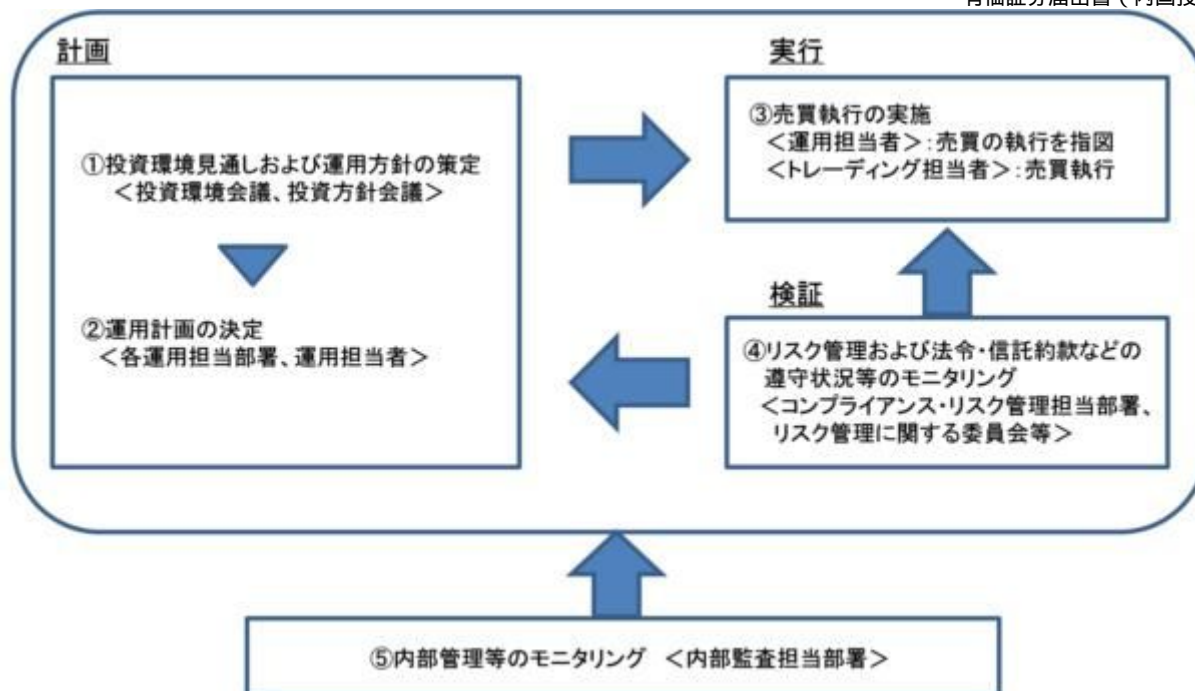 計画
①投資環境見通しおよび運用方針の策定
＜投資環境会議、投資方針会議＞
②運用計画の決定
＜各運用担当部署、運用担当者＞
実行
③売買執行の実施
＜運用担当者＞:売買の執行を指図
＜トレーディング担当者＞:売買執行
検証
④リスク管理および法令・信託約款などの
遵守状況等のモニタリング
＜コンプライアンス・リスク管理担当部署、
リスク管理に関する委員会等＞
⑤内部管理等のモニタリング ＜内部監査担当部署＞